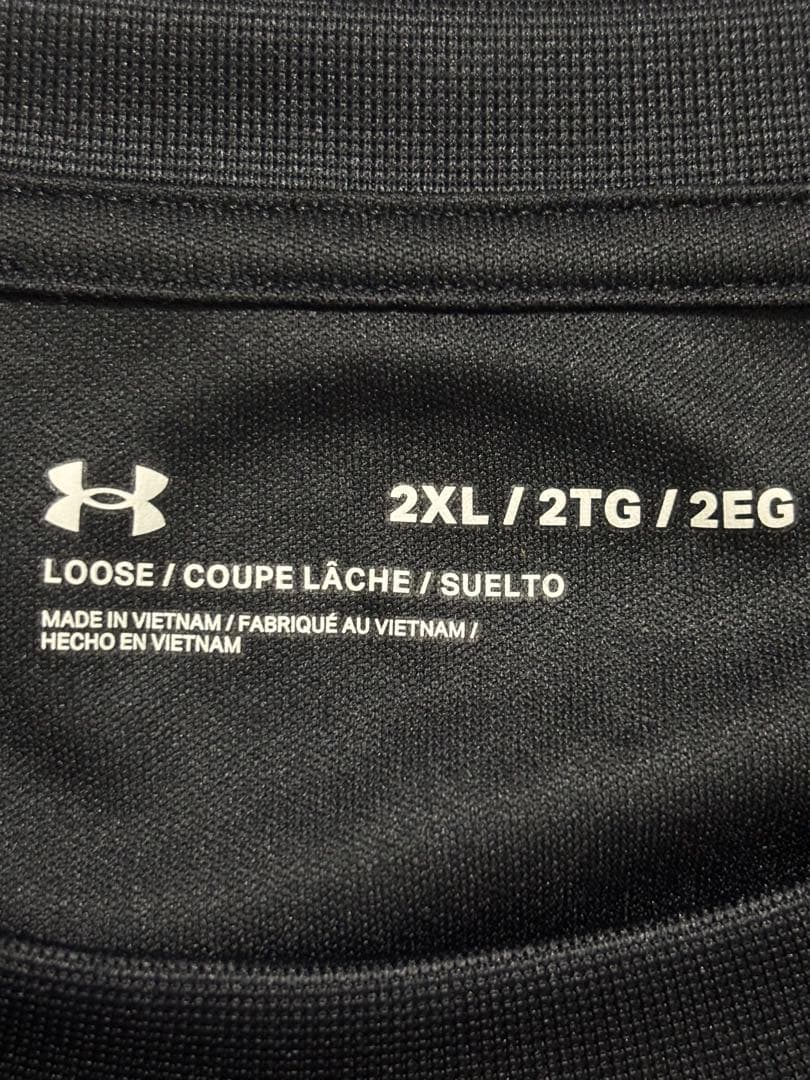 2XL / 2TG / 2EG
LOOSE / COUPE LÂCHE / SUELTO
MADE IN VIETNAM / FABRIQUÉ AU VIETNAM /
HECHO EN VIETNAM